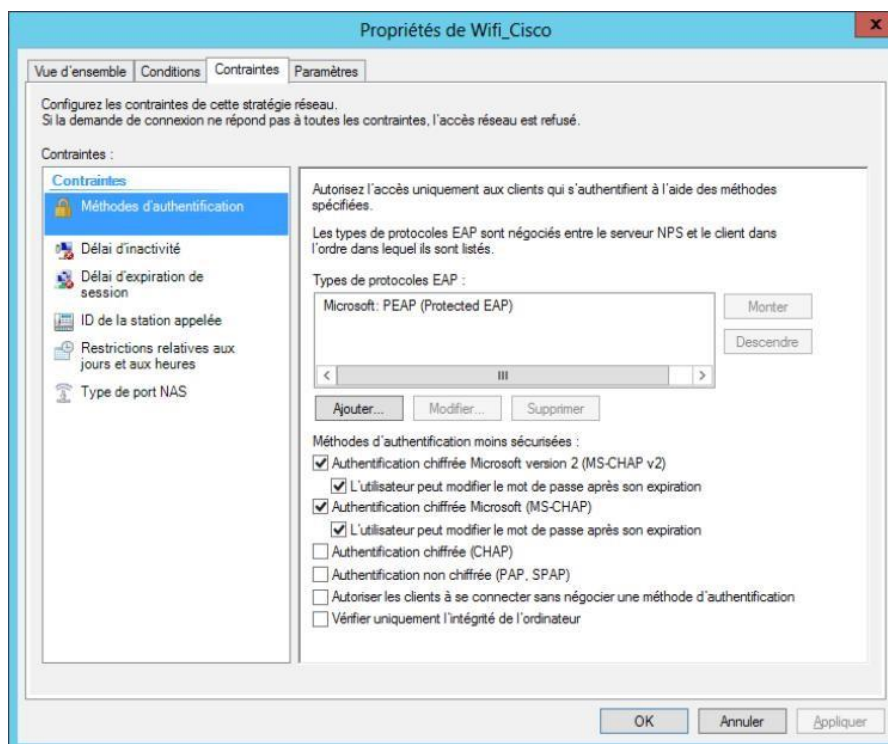 Propriétés de Wifi_Cisco
x
Vue d'ensemble
Conditions
Contraintes
Paramètres
Configurez les contraintes de cette stratégie réseau.
Si la demande de connexion ne répond pas à toutes les contraintes, l'accès réseau est refusé.
Contraintes :
Contraintes
Méthodes d'authentification
Délai d'inactivité
Délai d'expiration de
session
ID de la station appelée
Restrictions relatives aux
jours et aux heures
Type de port NAS
Autorisez l'accès uniquement aux clients qui s'authentifient à l'aide des méthodes
spécifiées.
Les types de protocoles EAP sont négociés entre le serveur NPS et le client dans
l'ordre dans lequel ils sont listés.
Types de protocoles EAP :
Microsoft: PEAP (Protected EAP)
Monter
Descendre
Ajouter...
Modifier...
Supprimer
Méthodes d'authentification moins sécurisées :
Authentification chiffrée Microsoft version 2 (MS-CHAP v2)
L'utilisateur peut modifier le mot de passe après son expiration
Authentification chiffrée Microsoft (MS-CHAP)
L'utilisateur peut modifier le mot de passe après son expiration
Authentification chiffrée (CHAP)
Authentification non chiffrée (PAP, SPAP)
Autoriser les clients à se connecter sans négocier une méthode d'authentification
Vérifier uniquement l'intégrité de l'ordinateur
OK
Annuler
Appliquer